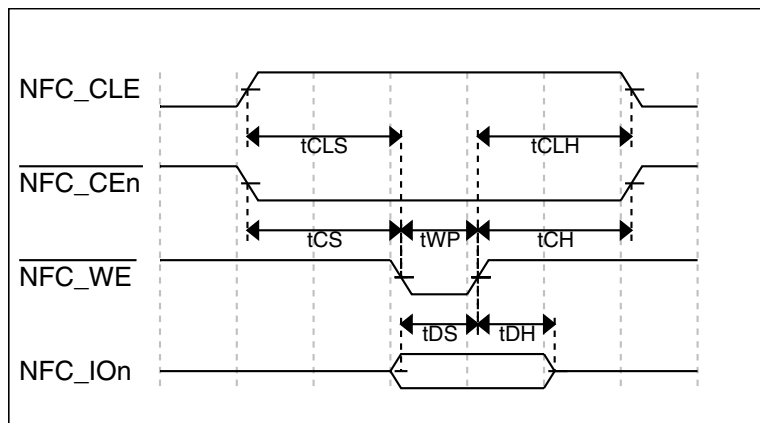 NFC_CLE
tCLS tCLH
NFC_CEn
tCS tWP tCH
NFC_WE
tDS tDH
NFC_IOn